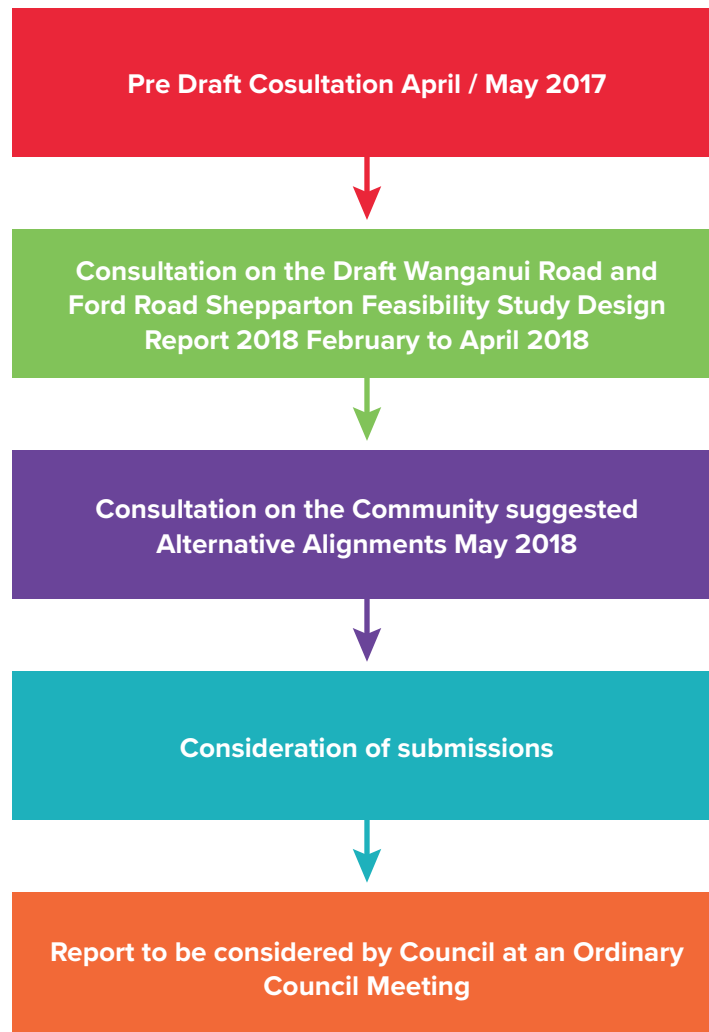 Pre Draft Cosultation April / May 2017
Consultation on the Draft Wanganui Road and
Ford Road Shepparton Feasibility Study Design
Report 2018 February to April 2018
Consultation on the Community suggested
Alternative Alignments May 2018
Consideration of submissions
Report to be considered by Council at an Ordinary
Council Meeting